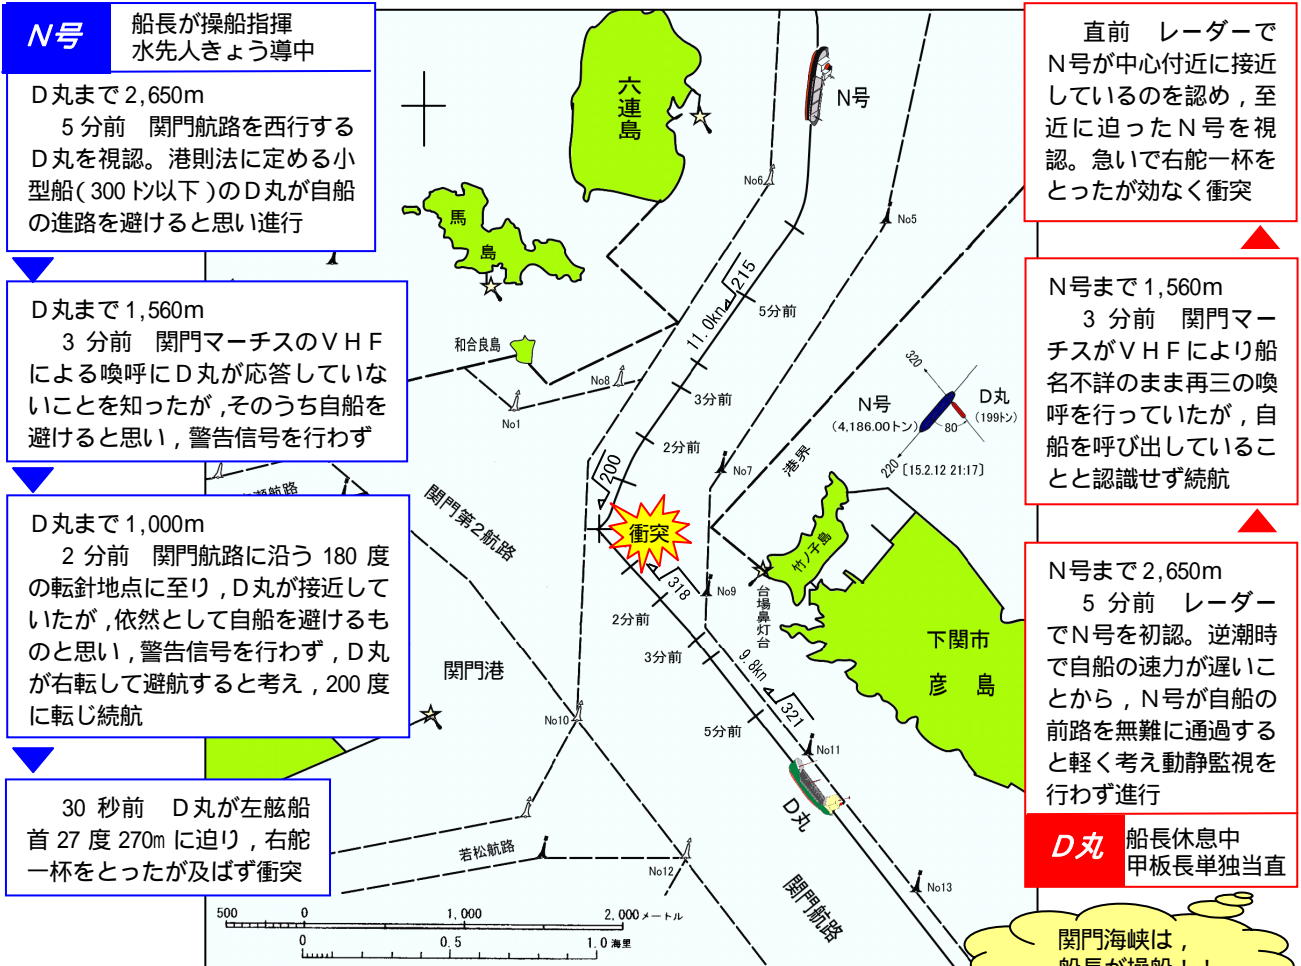 N号
船長が操船指揮
水先人きょう導中
D丸まで2,650m
5分前　関門航路を西行する
D丸を視認。港則法に定める小
型船(300㌧以下)のD丸が自船
の進路を避けると思い進行
D丸まで1,560m
3 分前　関門マーチスのVHF
による喚呼にD丸が応答していな
いことを知ったが,そのうち自船を
避けると思い,警告信号を行わず
D丸まで1,000m
2 分前　関門航路に沿う 180 度
の転針地点に至り,D丸が接近して
いたが,依然として自船を避けるも
のと思い,警告信号を行わず,D丸
が右転して避航すると考え,200 度
に転じ続航
30 秒前　D丸が左舷船
首 27 度 270m に迫り,右舵
一杯をとったが及ばず衝突
六連島
N号
No6
No5
馬島
215
11.0kn
5分前
和合良島
No8
No1
3分前
2分前
No7
港界
200
関門第2航路
衝突
竹ノ子島
318
No9
台場鼻灯台
2分前
3分前
9.8kn
321
5分前
関門港
No10
No11
下関市
彦島
D丸
若松航路
No12
No13
関門航路
320
N号
(4,186.00トン)
D丸
(199トン)
80
220
[15.2.12 21:17]
500 0 1,000 2,000メートル
0 0.5 1.0海里
直前　レーダーで
N号が中心付近に接近
しているのを認め,至
近に迫ったN号を視
認。急いで右舵一杯を
とったが効なく衝突
N号まで1,560m
3 分前　関門マー
チスがVHFにより船
名不詳のまま再三の喚
呼を行っていたが,自
船を呼び出しているこ
とと認識せず続航
N号まで2,650m
5 分前　レーダー
でN号を初認。逆潮時
で自船の速力が遅いこ
とから,N号が自船の
前路を無難に通過する
と軽く考え動静監視を
行わず進行
D丸
船長休息中
甲板長単独当直
関門海峡は,
船長が操船!!